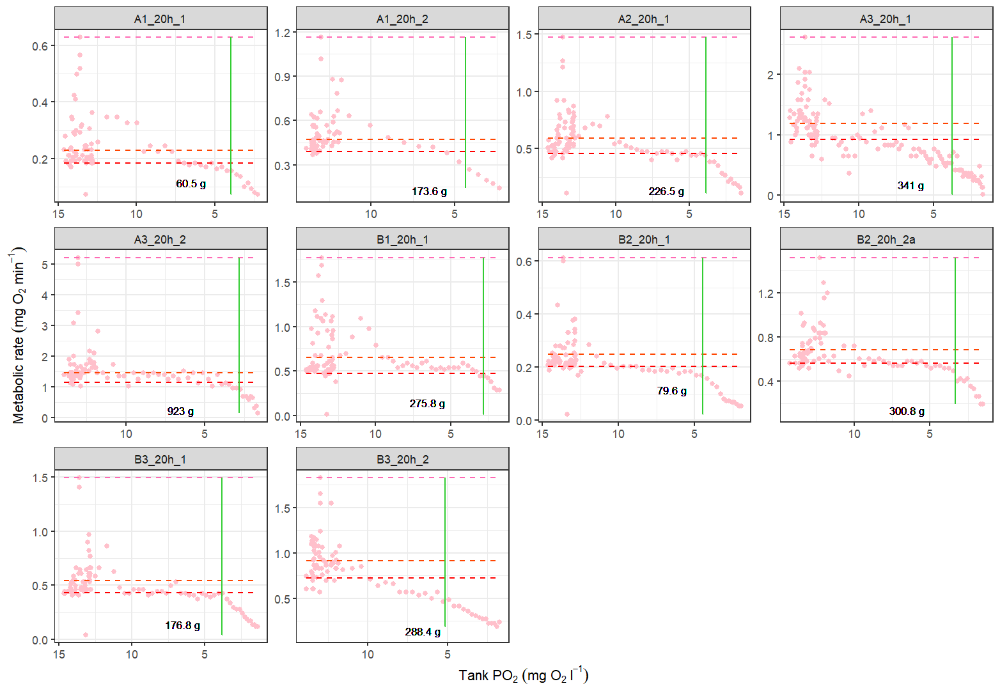 A1_20h_1 A1_20h_2 A2_20h_1 A3_20h_1
0.6 0.4 0.2
60.5 g
15 10 5
1.2 0.9 0.6 0.3
173.6 g
10 5
1.5 1.0 0.5
226.5 g
15 10 5
2 1 0
341 g
15 10 5
A3_20h_2 B1_20h_1 B2_20h_1 B2_20h_2a
5 4 3 2 1 0
923 g
10 5
1.5 1.0 0.5 0.0
275.8 g
15 10 5
0.6 0.4 0.2 0.0
79.6 g
15 10 5
1.2 0.8 0.4
300.8 g
10 5
B3_20h_1 B3_20h_2
1.5 1.0 0.5 0.0
176.8 g
15 10 5
1.5 1.0 0.5
288.4 g
10 5
Metabolic rate (mg O₂ min⁻¹)
Tank PO₂ (mg O₂ l⁻¹)